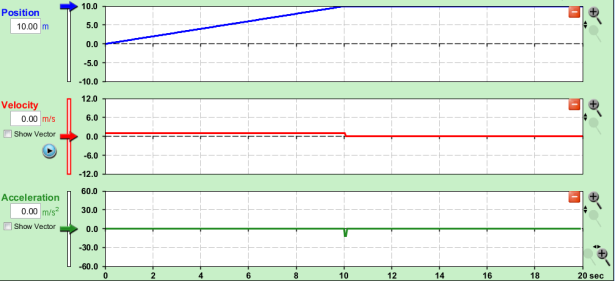 Position
10.00 m
10.0
5.0
0.0
-5.0
-10.0
Velocity
0.00 m/s
Show Vector
12.0
6.0
0.0
-6.0
-12.0
Acceleration
0.00 m/s²
Show Vector
60.0
30.0
0.0
-30.0
-60.0
0 2 4 6 8 10 12 14 16 18 20 sec